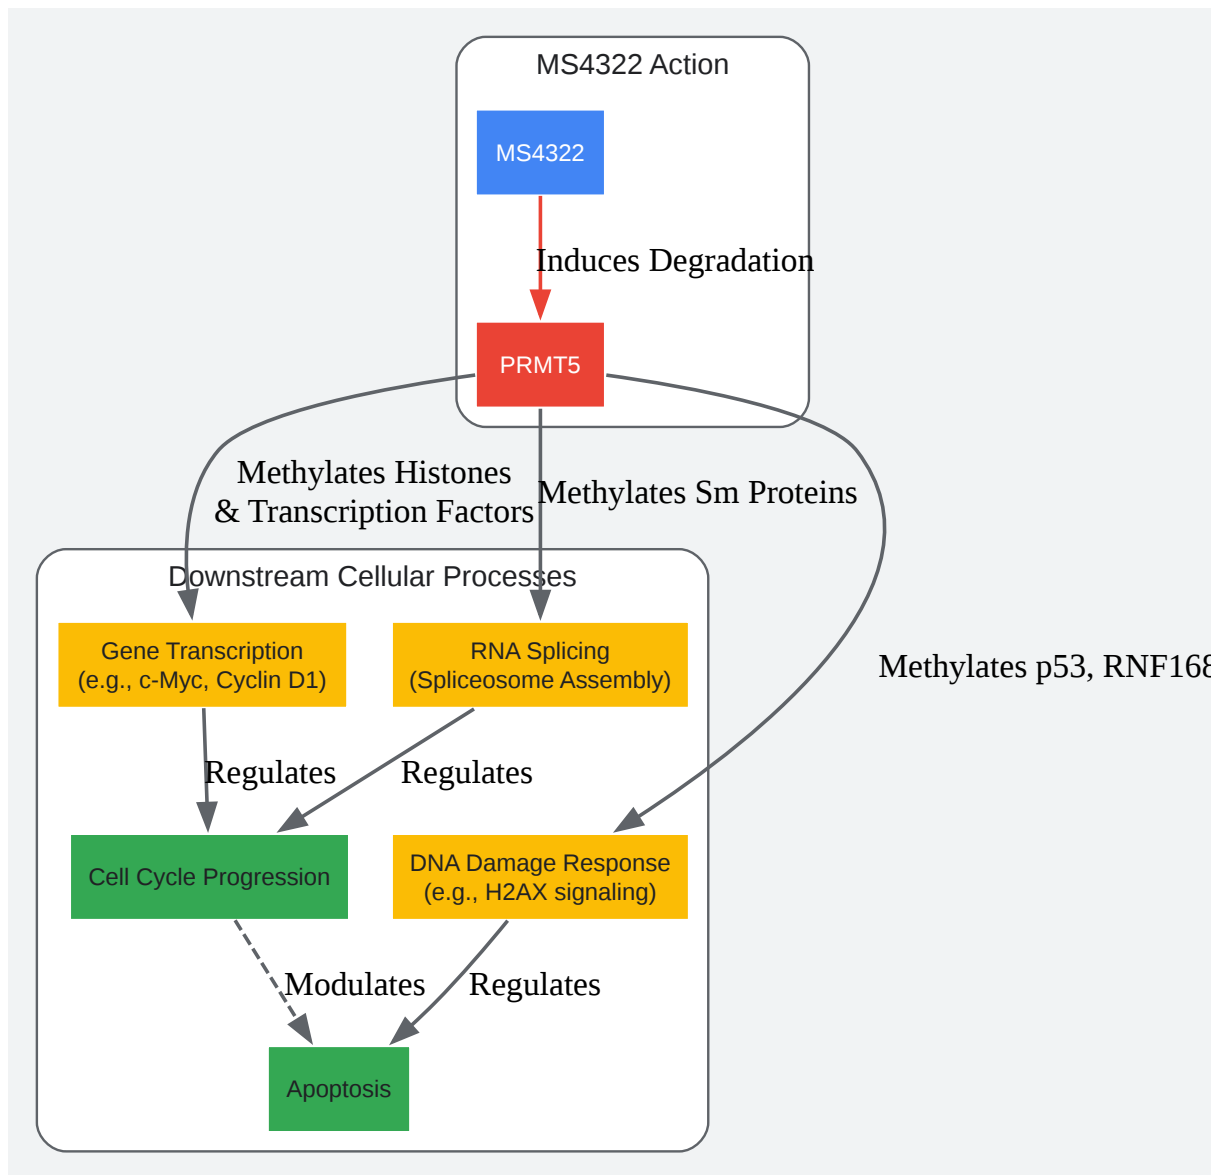 MS4322 Action
MS4322
Induces Degradation
PRMT5
Methylates Histones
& Transcription Factors
Methylates Sm Proteins
Methylates p53, RNF168
Downstream Cellular Processes
Gene Transcription
(e.g., c-Myc, Cyclin D1)
RNA Splicing
(Spliceosome Assembly)
Regulates
Regulates
Cell Cycle Progression
DNA Damage Response
(e.g., H2AX signaling)
Modulates
Regulates
Apoptosis